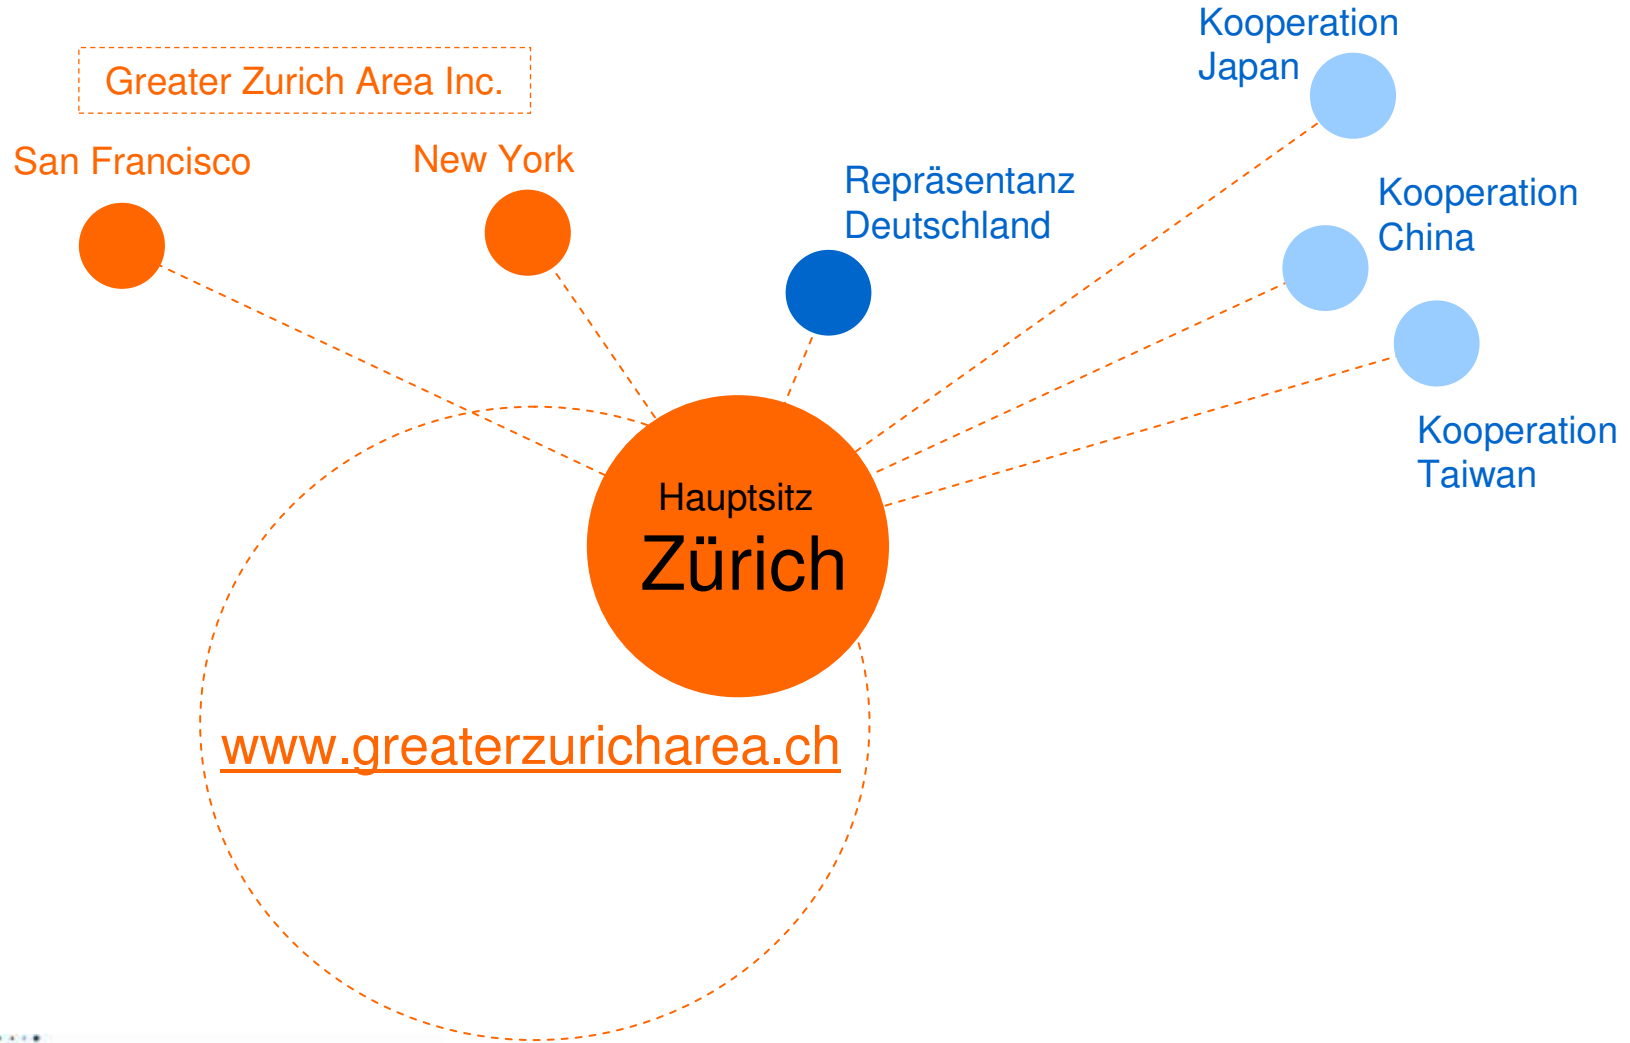 Greater Zurich Area Inc.
San Francisco
New York
Repräsentanz
Deutschland
Kooperation
Japan
Kooperation
China
Kooperation
Taiwan
Hauptsitz
Zürich
www.greaterzuricharea.ch